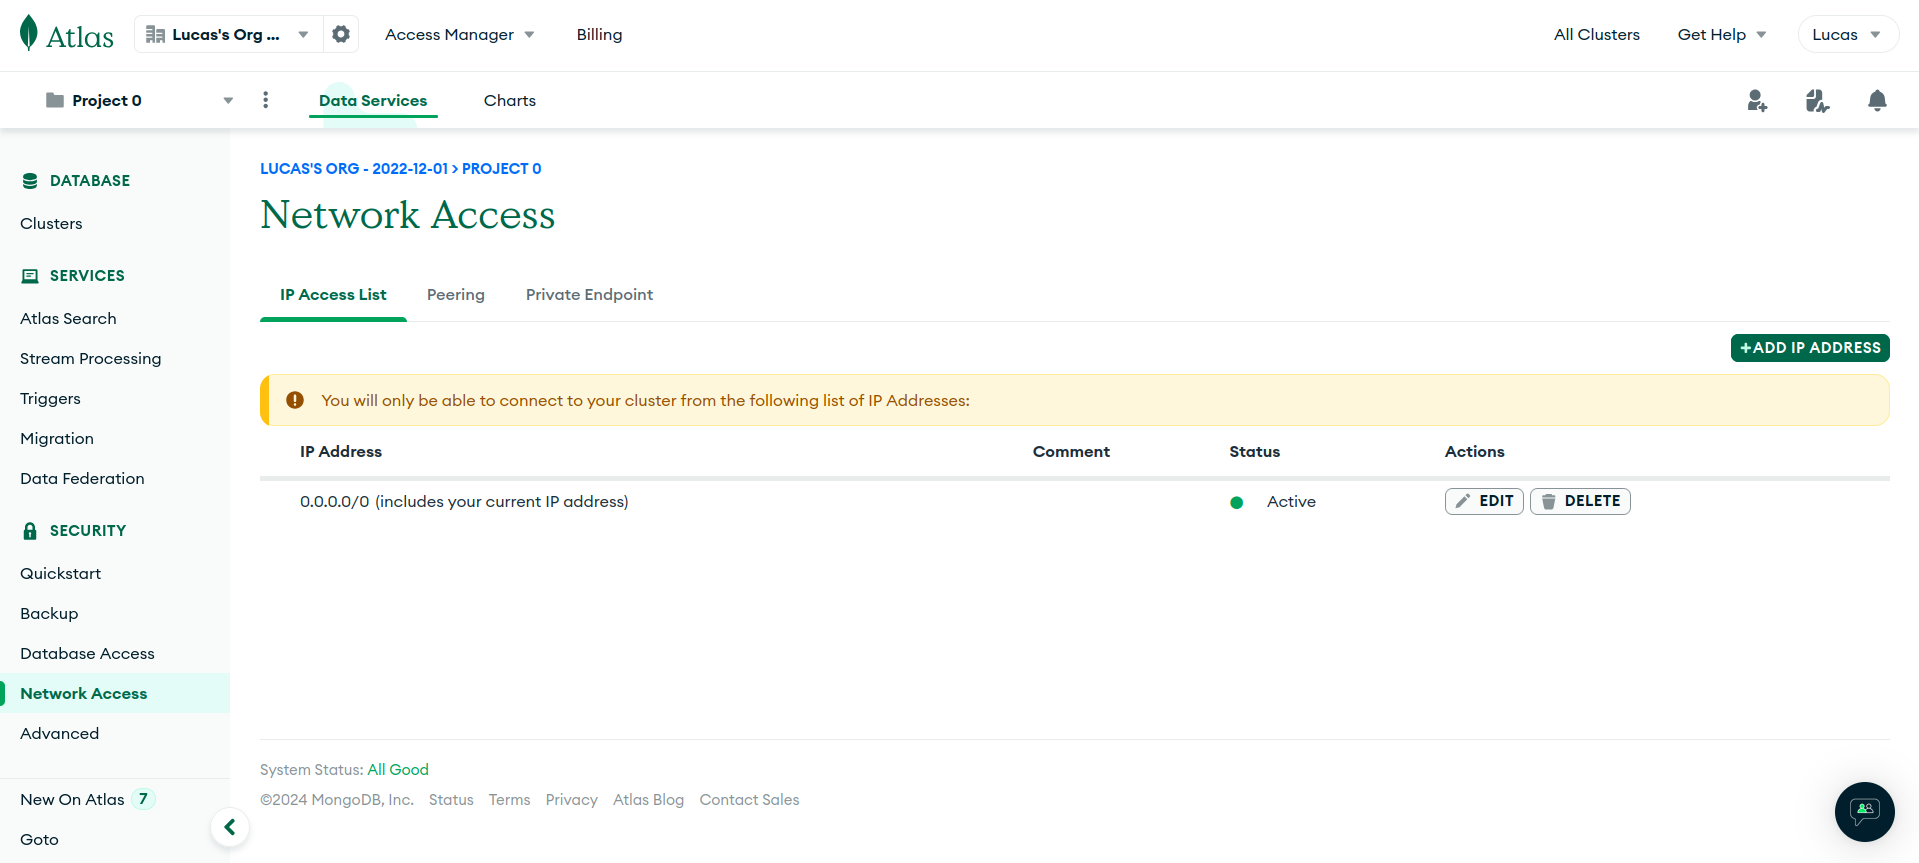 Atlas
Lucas's Org ...
Access Manager
Billing
All Clusters
Get Help
Lucas
Project 0
Data Services
Charts
DATABASE
Clusters
SERVICES
Atlas Search
Stream Processing
Triggers
Migration
Data Federation
SECURITY
Quickstart
Backup
Database Access
Network Access
Advanced
New On Atlas 7
Goto
LUCAS'S ORG - 2022-12-01 > PROJECT 0
Network Access
IP Access List Peering Private Endpoint
+ADD IP ADDRESS
You will only be able to connect to your cluster from the following list of IP Addresses:
IP Address Comment Status Actions
0.0.0.0/0 (includes your current IP address) Active EDIT DELETE
System Status: All Good
©2024 MongoDB, Inc. Status Terms Privacy Atlas Blog Contact Sales